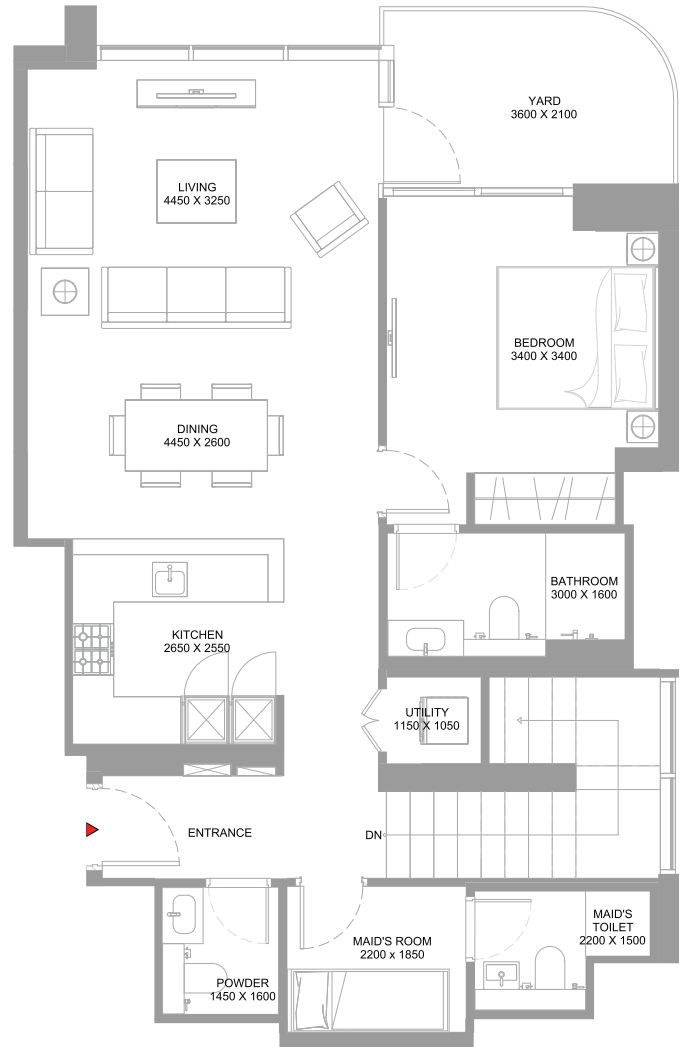 YARD
3600 X 2100
LIVING
4450 X 3250
BEDROOM
3400 X 3400
DINING
4450 X 2600
BATHROOM
3000 X 1600
KITCHEN
2650 X 2550
UTILITY
1150 X 1050
ENTRANCE
DN
MAID'S
TOILET
2200 X 1500
MAID'S ROOM
2200 x 1850
POWDER
1450 X 1600